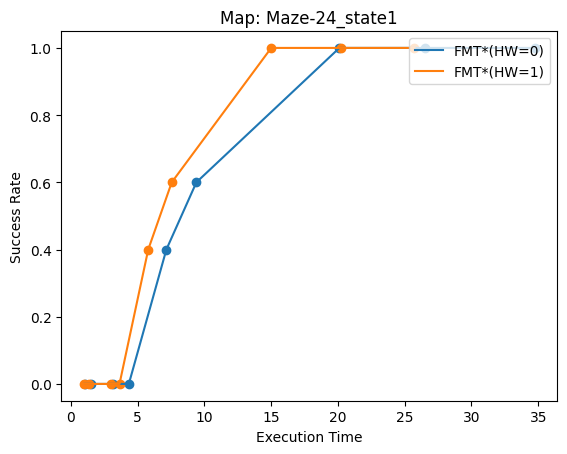 Map: Maze-24_state1
FMT*(HW=0)
FMT*(HW=1)
Success Rate
1.0
0.8
0.6
0.4
0.2
0.0
0 5 10 15 20 25 30 35
Execution Time